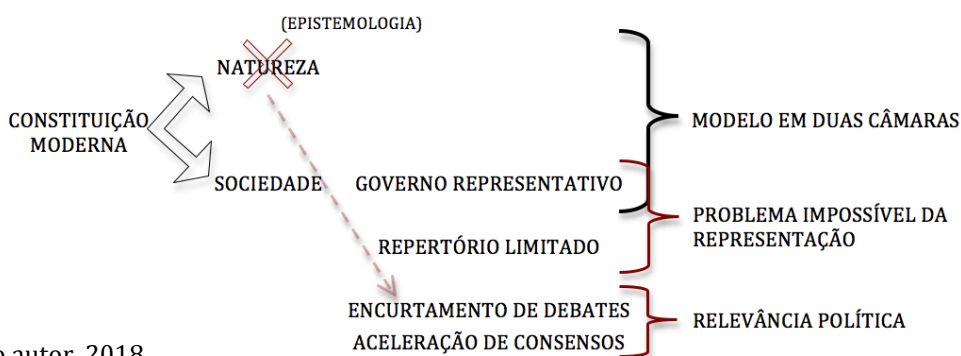 (EPISTEMOLOGIA)
NATUREZA
CONSTITUIÇÃO
MODERNA
MODELO EM DUAS CÂMARAS
SOCIEDADE
GOVERNO REPRESENTATIVO
REPERTÓRIO LIMITADO
PROBLEMA IMPOSSÍVEL DA
REPRESENTAÇÃO
ENCURTAMENTO DE DEBATES
ACELERAÇÃO DE CONSENSOS
RELEVÂNCIA POLÍTICA
autor, 2018